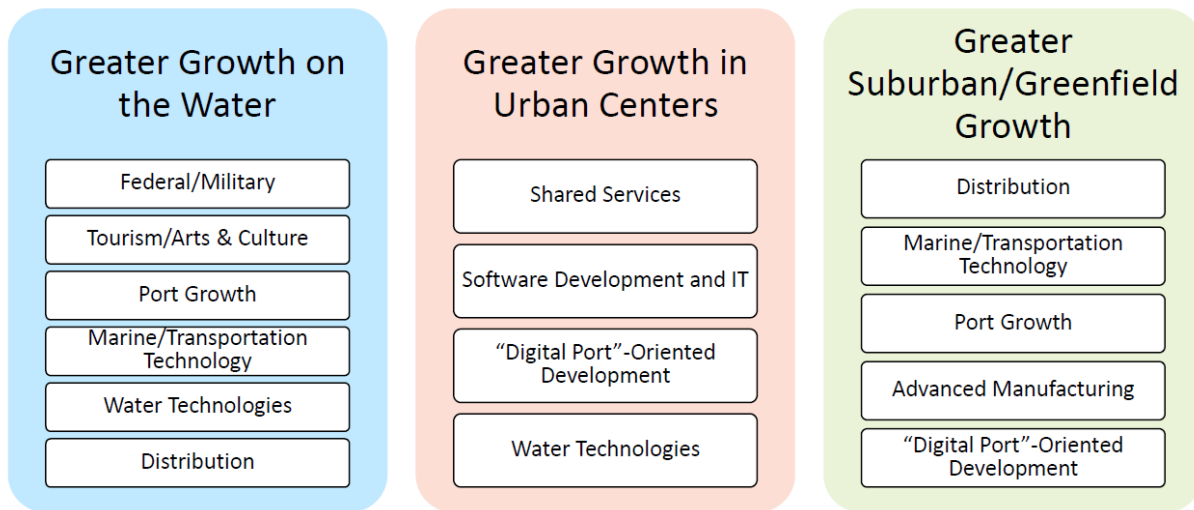 Greater Growth on
the Water
Federal/Military
Tourism/Arts & Culture
Port Growth
Marine/Transportation
Technology
Water Technologies
Distribution
Greater Growth in
Urban Centers
Shared Services
Software Development and IT
“Digital Port”-Oriented
Development
Water Technologies
Greater
Suburban/Greenfield
Growth
Distribution
Marine/Transportation
Technology
Port Growth
Advanced Manufacturing
“Digital Port”-Oriented
Development